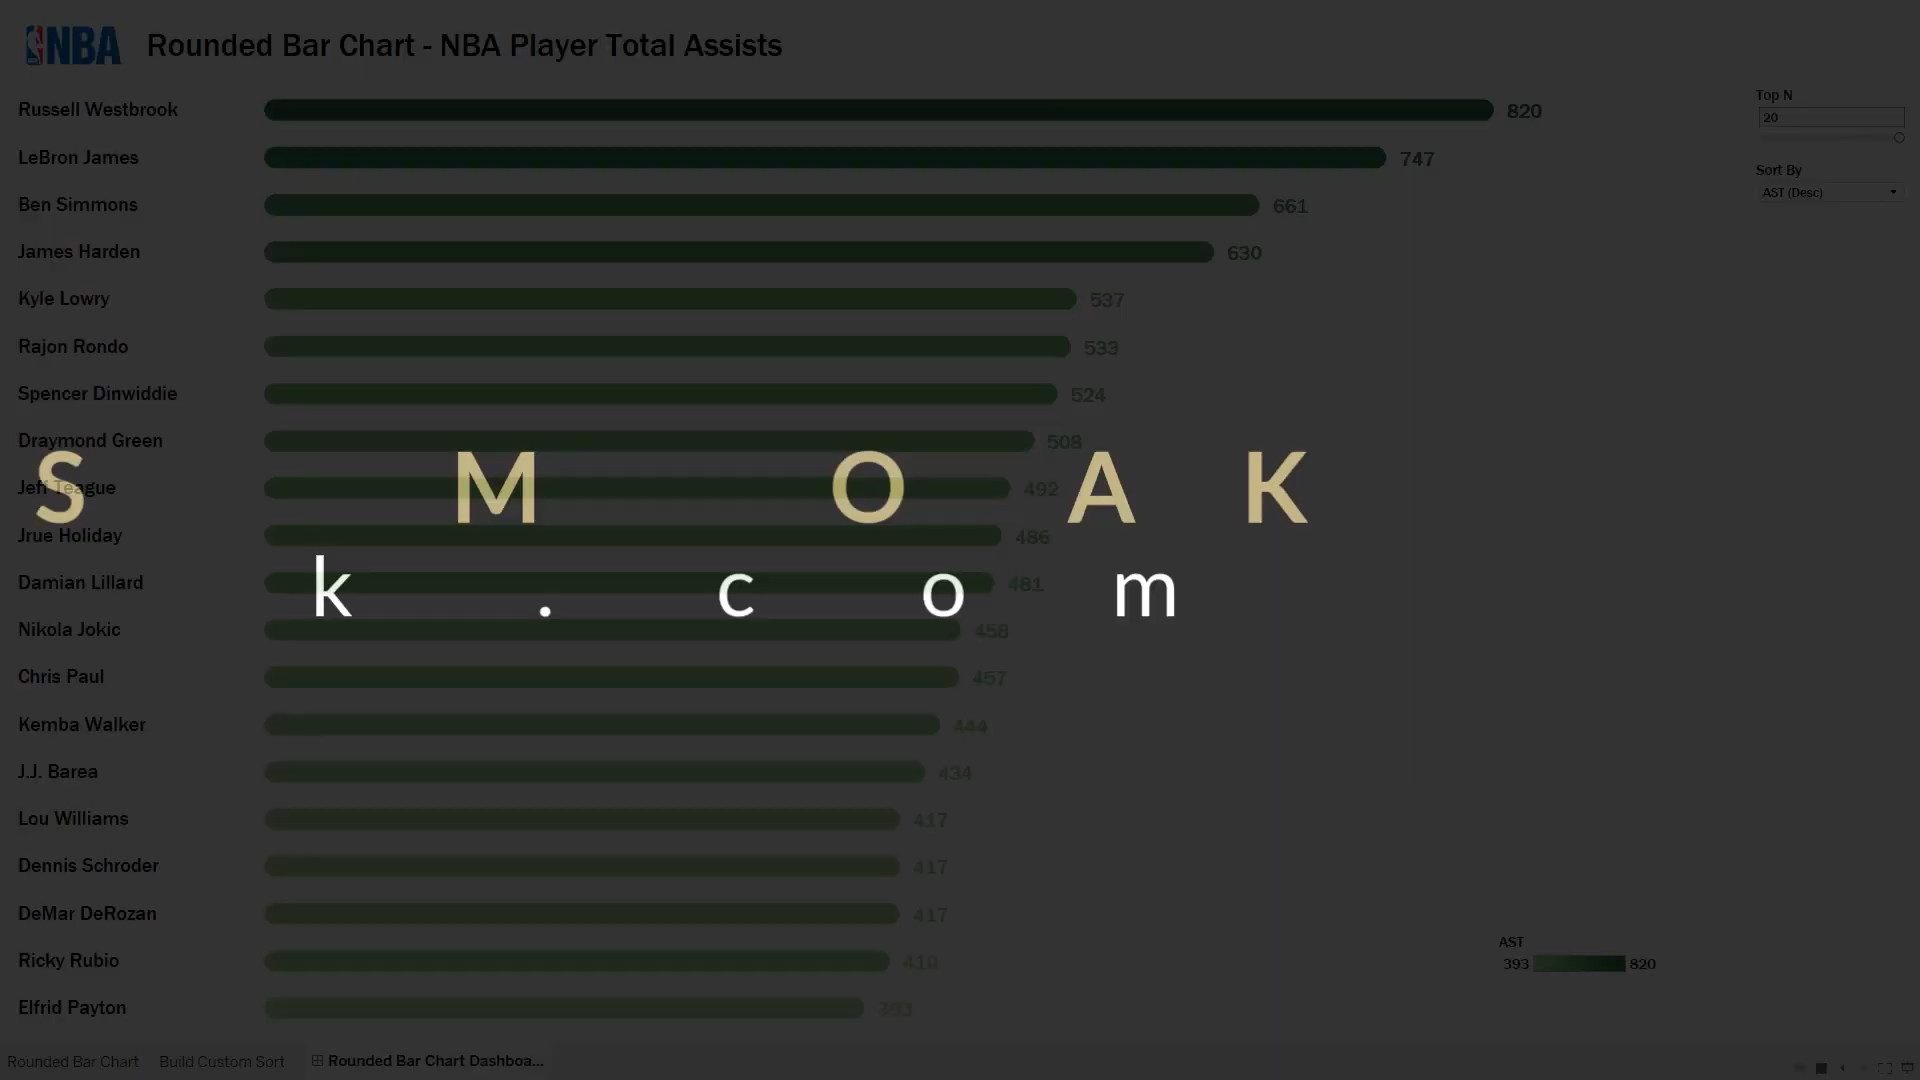 NBA Rounded Bar Chart - NBA Player Total Assists
Russell Westbrook 820
Top N
20
LeBron James 747
Sort By
AST (Desc)
Ben Simmons 661
James Harden 630
Kyle Lowry 537
Rajon Rondo 533
Spencer Dinwiddie 524
Draymond Green 508
S M O A K
Jeff Teague 492
Jrue Holiday 486
k . c o m
Damian Lillard 481
Nikola Jokic 458
Chris Paul 457
Kemba Walker 444
J.J. Barea 434
Lou Williams 417
Dennis Schroder 417
DeMar DeRozan 417
Ricky Rubio 410
AST
393 820
Elfrid Payton 393
Rounded Bar Chart Build Custom Sort Rounded Bar Chart Dashboa...